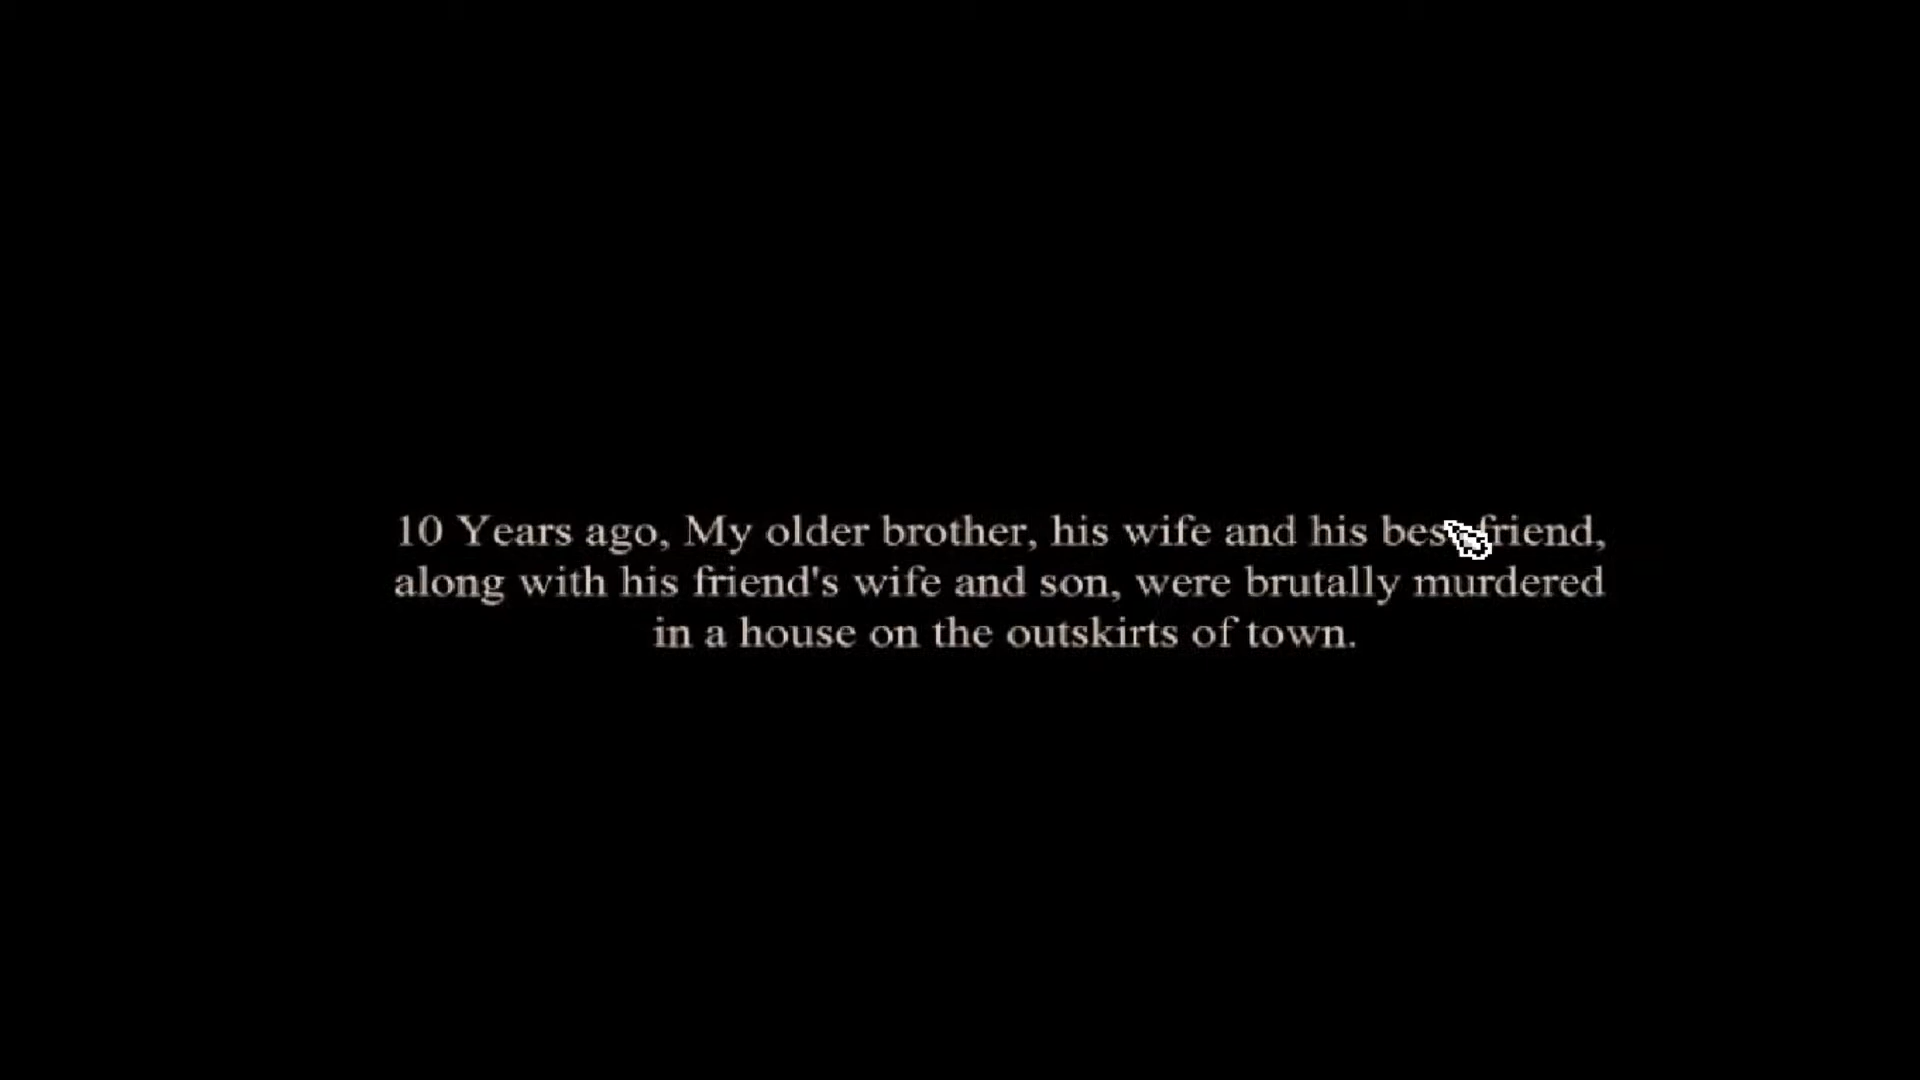 10 Years ago, My older brother, his wife and his best friend,
along with his friend's wife and son, were brutally murdered
in a house on the outskirts of town.